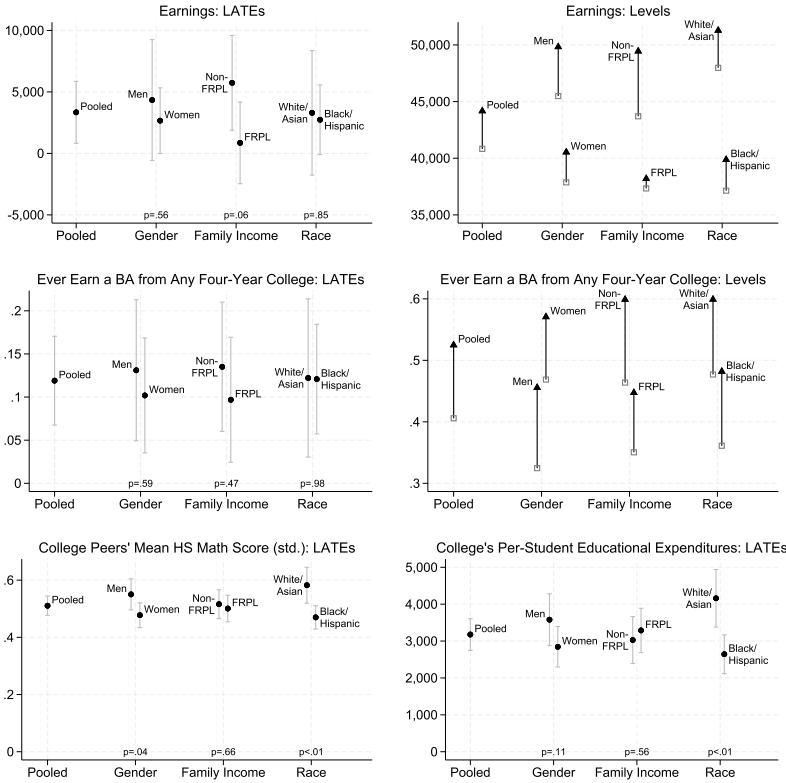 Earnings: LATEs
10,000
5,000
0
-5,000
Pooled
Men
Women
Non-
FRPL
FRPL
White/
Asian
Black/
Hispanic
p=.56
p=.06
p=.85
Pooled
Gender
Family Income
Race
Earnings: Levels
50,000
45,000
40,000
35,000
Pooled
Men
Women
Non-
FRPL
FRPL
White/
Asian
Black/
Hispanic
Pooled
Gender
Family Income
Race
Ever Earn a BA from Any Four-Year College: LATEs
.2
.15
.1
.05
0
Pooled
Men
Women
Non-
FRPL
FRPL
White/
Asian
Black/
Hispanic
p=.59
p=.47
p=.98
Pooled
Gender
Family Income
Race
Ever Earn a BA from Any Four-Year College: Levels
.6
.5
.4
.3
Pooled
Men
Women
Non-
FRPL
FRPL
White/
Asian
Black/
Hispanic
Pooled
Gender
Family Income
Race
College Peers' Mean HS Math Score (std.): LATEs
.6
.4
.2
0
Pooled
Men
Women
Non-
FRPL
FRPL
White/
Asian
Black/
Hispanic
p=.04
p=.66
p<.01
Pooled
Gender
Family Income
Race
College's Per-Student Educational Expenditures: LATEs
5,000
4,000
3,000
2,000
1,000
0
Pooled
Men
Women
Non-
FRPL
FRPL
White/
Asian
Black/
Hispanic
p=.11
p=.56
p<.01
Pooled
Gender
Family Income
Race